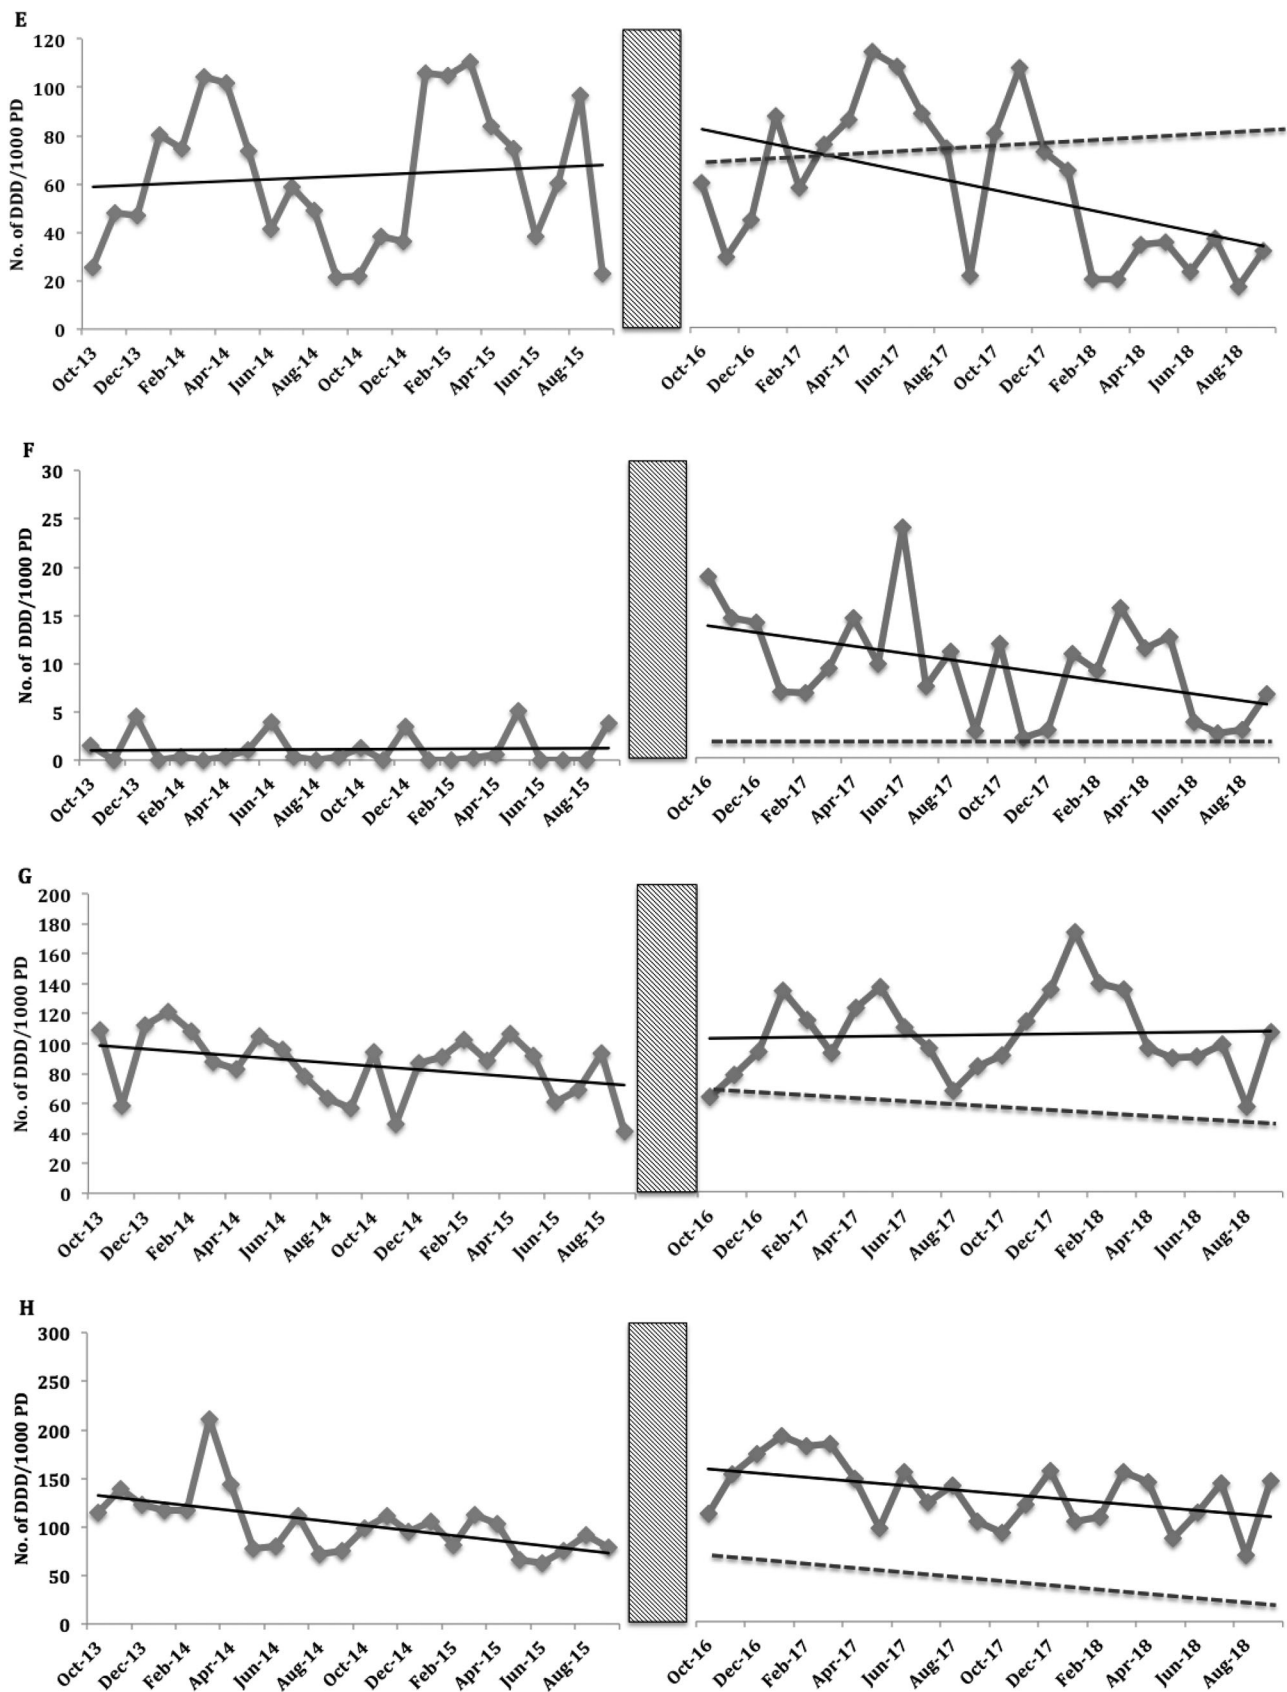 E
No. of DDD/1000 PD
120
100
80
60
40
20
0
Oct-13 Dec-13 Feb-14 Apr-14 Jun-14 Aug-14 Oct-14 Dec-14 Feb-15 Apr-15 Jun-15 Aug-15
Oct-16 Dec-16 Feb-17 Apr-17 Jun-17 Aug-17 Oct-17 Dec-17 Feb-18 Apr-18 Jun-18 Aug-18
F
No. of DDD/1000 PD
30
25
20
15
10
5
0
Oct-13 Dec-13 Feb-14 Apr-14 Jun-14 Aug-14 Oct-14 Dec-14 Feb-15 Apr-15 Jun-15 Aug-15
Oct-16 Dec-16 Feb-17 Apr-17 Jun-17 Aug-17 Oct-17 Dec-17 Feb-18 Apr-18 Jun-18 Aug-18
G
No. of DDD/1000 PD
200
180
160
140
120
100
80
60
40
20
0
Oct-13 Dec-13 Feb-14 Apr-14 Jun-14 Aug-14 Oct-14 Dec-14 Feb-15 Apr-15 Jun-15 Aug-15
Oct-16 Dec-16 Feb-17 Apr-17 Jun-17 Aug-17 Oct-17 Dec-17 Feb-18 Apr-18 Jun-18 Aug-18
H
No. of DDD/1000 PD
300
250
200
150
100
50
0
Oct-13 Dec-13 Feb-14 Apr-14 Jun-14 Aug-14 Oct-14 Dec-14 Feb-15 Apr-15 Jun-15 Aug-15
Oct-16 Dec-16 Feb-17 Apr-17 Jun-17 Aug-17 Oct-17 Dec-17 Feb-18 Apr-18 Jun-18 Aug-18